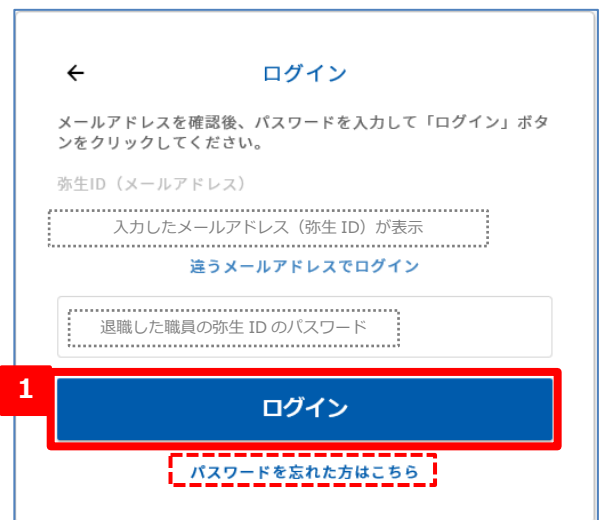 ← ログイン
メールアドレスを確認後、パスワードを入力して「ログイン」ボタ
ンをクリックしてください。
弥生ID（メールアドレス）
入力したメールアドレス（弥生 ID）が表示
違うメールアドレスでログイン
退職した職員の弥生 ID のパスワード
1
ログイン
パスワードを忘れた方はこちら